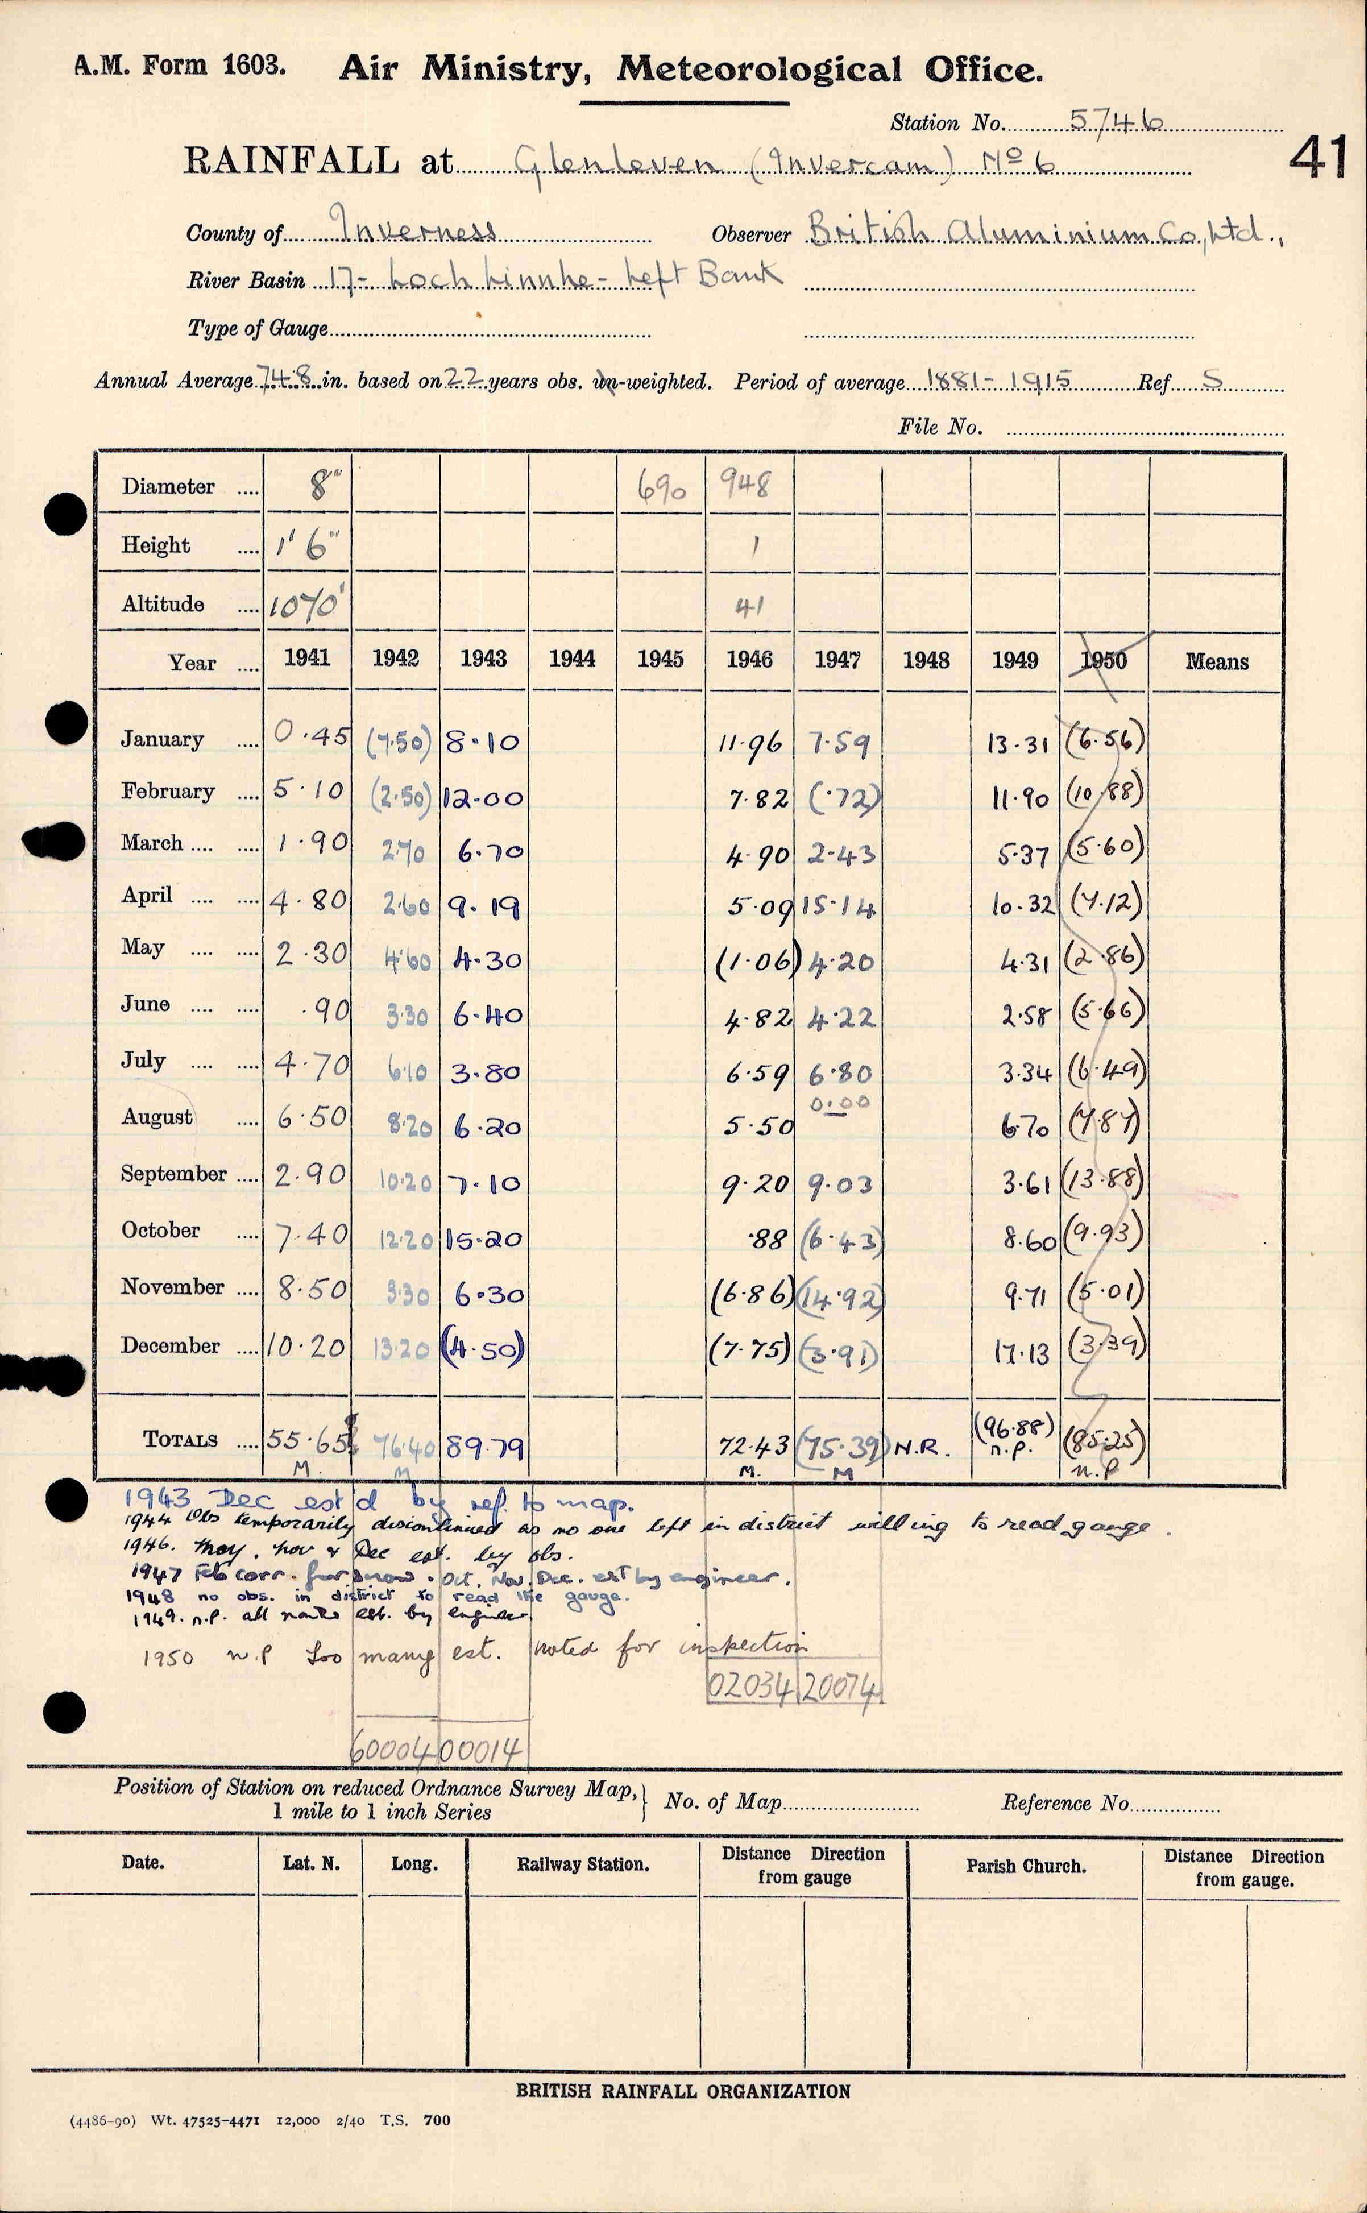 A.M. Form 1603. Air Ministry, Meteorological Office.
Station No. 5746
41
RAINFALL at Glenleven (Invercam) No 6
County of Inverness Observer British Aluminium Co, Ltd.,
River Basin 17- Loch Linnhe - Left Bank
Type of Gauge
Annual Average 74.8 in. based on 22 years obs. un-weighted. Period of average 1881 - 1915 Ref. S
File No.
Diameter .... 8" 690 948
Height .... 1' 6" 1
Altitude .... 1070' 41
Year .... 1941 1942 1943 1944 1945 1946 1947 1948 1949 1950 Means
January .... 0.45 (7.50) 8.10 11.96 7.59 13.31 (6.56)
February .... 5.10 (2.50) 12.00 7.82 (.72) 11.90 (10.88)
March .... .... 1.90 2.70 6.70 4.90 2.43 5.37 (5.60)
April .... .... 4.80 2.60 9.19 5.09 15.14 10.32 (7.12)
May .... .... 2.30 4.60 4.30 (1.06) 4.20 4.31 (2.86)
June .... .... .90 3.30 6.40 4.82 4.22 2.58 (5.66)
July .... .... 4.70 6.10 3.80 6.59 6.80 3.34 (6.49)
August .... 6.50 8.20 6.20 5.50 0.00 6.70 (7.87)
September .... 2.90 10.20 7.10 9.20 9.03 3.61 (13.88)
October .... 7.40 12.20 15.20 .88 (6.43) 8.60 (9.93)
November .... 8.50 3.30 6.30 (6.86) (14.92) 9.71 (5.01)
December .... 10.20 13.20 (4.50) (7.75) (3.91) 17.13 (3.39)
TOTALS .... 55.65 76.40 89.79 72.43 (75.39) N.R. (96.88) (85.25)
M. M M. M n.p. n.p
1943 Dec est'd by ref. to map.
1944 Obs temporarily discontinued as no one left in district willing to read gauge.
1946. May, Nov & Dec est. by obs.
1947 Feb corr. for snow. Oct, Nov, Dec. est by engineer.
1948 no obs. in district to read the gauge.
1949. n.p. all est. by engineer
1950 n.p Too many est. noted for inspection
02034 20074
60004 00014
Position of Station on reduced Ordnance Survey Map, 1 mile to 1 inch Series } No. of Map Reference No.
Date. Lat. N. Long. Railway Station. Distance Direction from gauge Parish Church. Distance Direction from gauge.
BRITISH RAINFALL ORGANIZATION
(4486-90) Wt. 47525-4471 12,000 2/40 T.S. 700